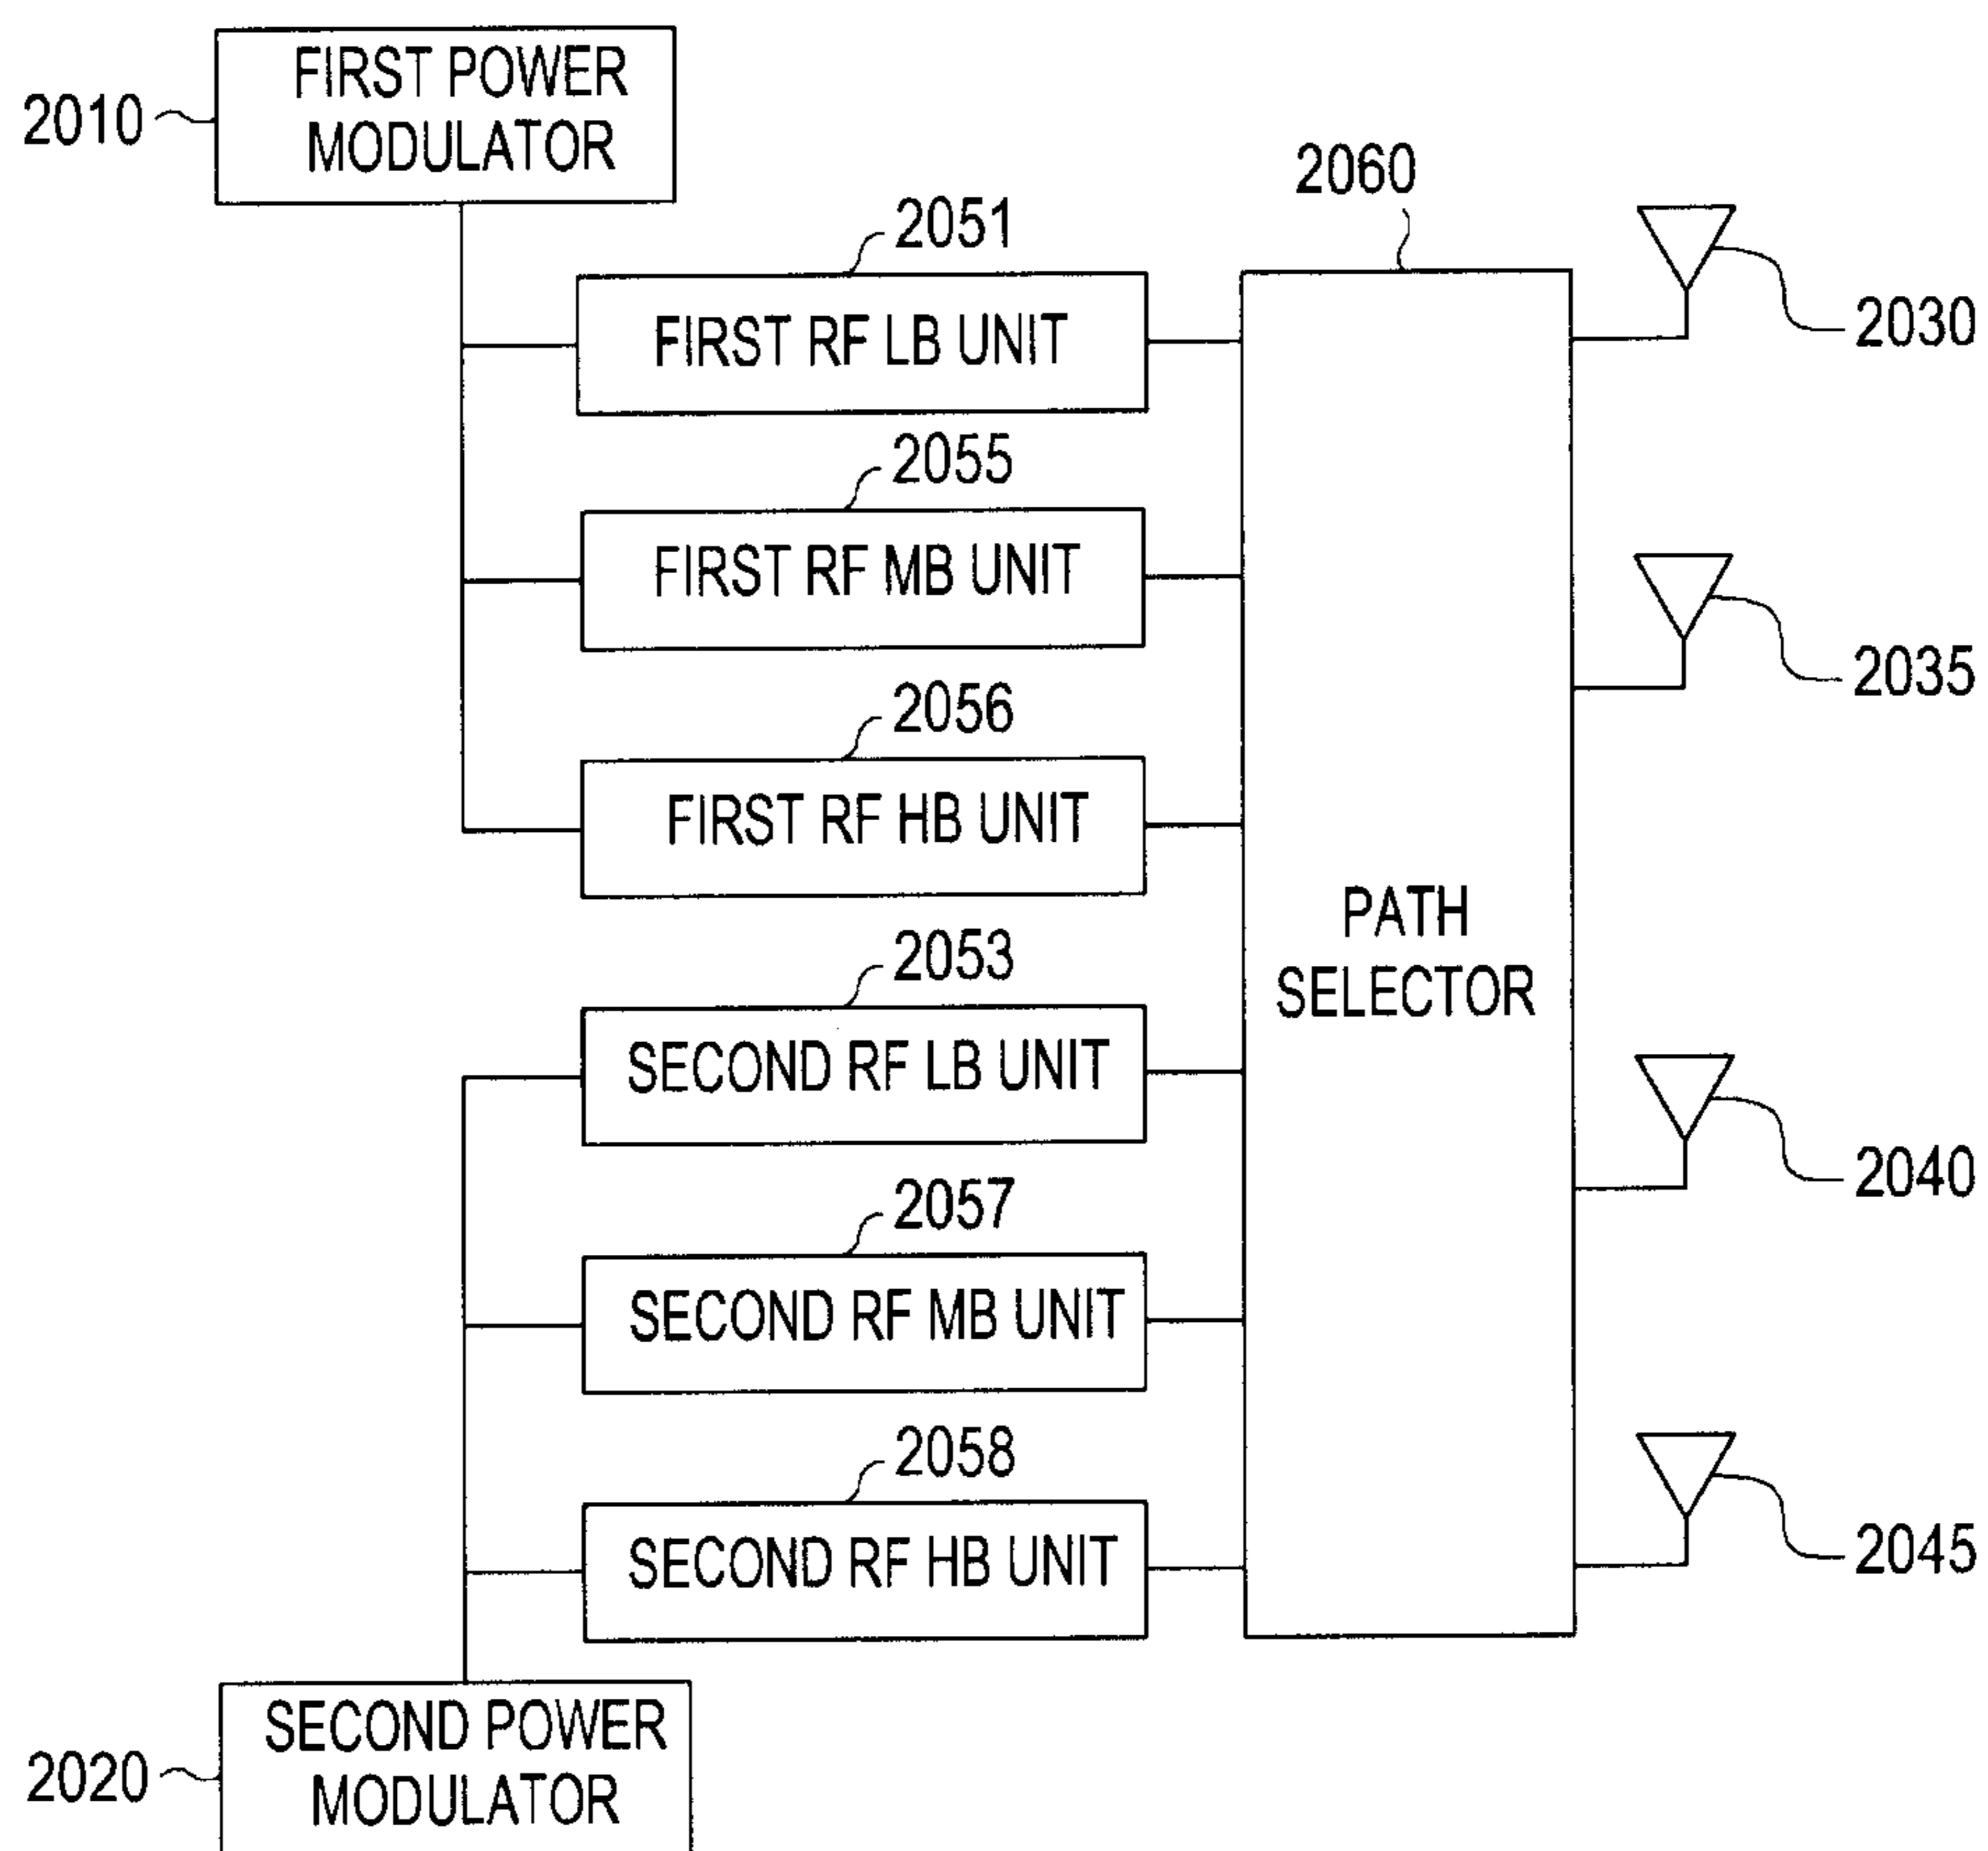 FIRST POWER
MODULATOR
2010
2060
2051
FIRST RF LB UNIT
2030
2055
FIRST RF MB UNIT
2035
2056
FIRST RF HB UNIT
PATH
SELECTOR
2053
SECOND RF LB UNIT
2040
2057
SECOND RF MB UNIT
2058
SECOND RF HB UNIT
2045
SECOND POWER
MODULATOR
2020